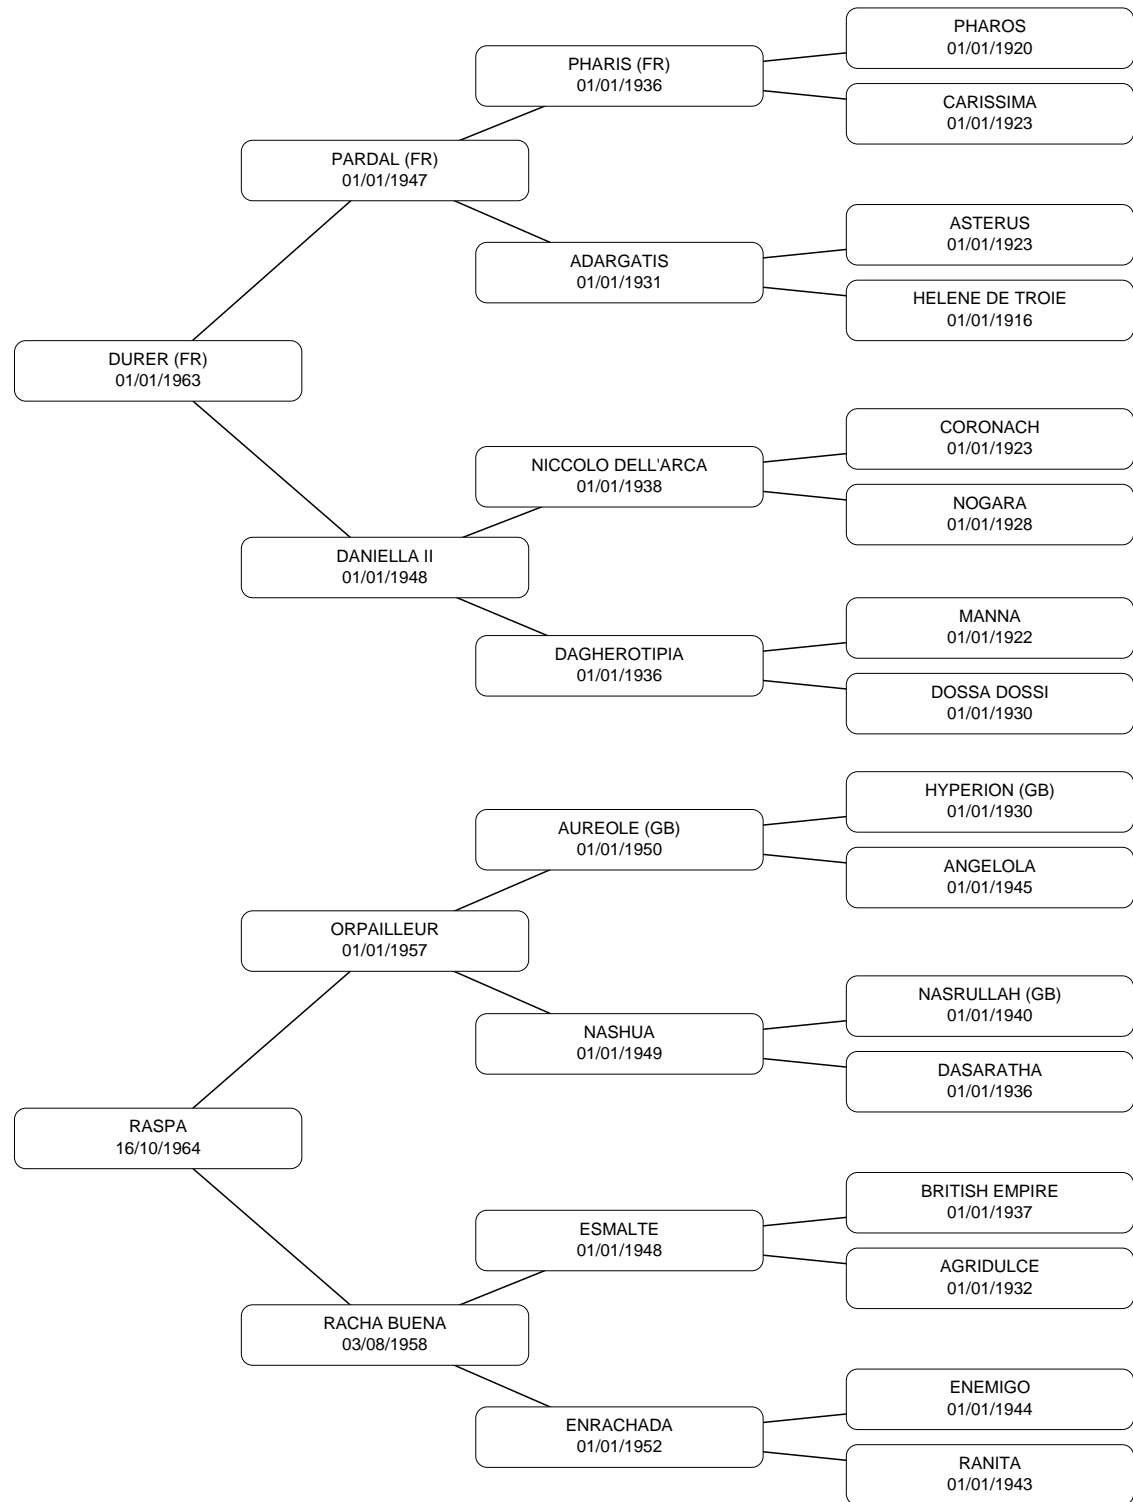 PHAROS
01/01/1920
PHARIS (FR)
01/01/1936
CARISSIMA
01/01/1923
PARDAL (FR)
01/01/1947
ASTERUS
01/01/1923
ADARGATIS
01/01/1931
HELENE DE TROIE
01/01/1916
DURER (FR)
01/01/1963
CORONACH
01/01/1923
NICCOLO DELL'ARCA
01/01/1938
NOGARA
01/01/1928
DANIELLA II
01/01/1948
MANNA
01/01/1922
DAGHEROTIPIA
01/01/1936
DOSSA DOSSI
01/01/1930
HYPERION (GB)
01/01/1930
AUREOLE (GB)
01/01/1950
ANGELOLA
01/01/1945
ORPAILLEUR
01/01/1957
NASRULLAH (GB)
01/01/1940
NASHUA
01/01/1949
DASARATHA
01/01/1936
RASPA
16/10/1964
BRITISH EMPIRE
01/01/1937
ESMALTE
01/01/1948
AGRIDULCE
01/01/1932
RACHA BUENA
03/08/1958
ENEMIGO
01/01/1944
ENRACHADA
01/01/1952
RANITA
01/01/1943